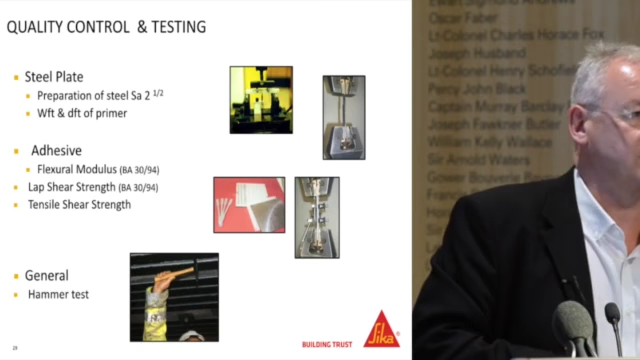 QUALITY CONTROL & TESTING
Steel Plate
Preparation of steel Sa 2 1/2
Wft & dft of primer
Adhesive
Flexural Modulus (BA 30/94)
Lap Shear Strength (BA 30/94)
Tensile Shear Strength
General
Hammer test
29
BUILDING TRUST
Sika
Oscar Faber
Lt-Colonel Charles Horace Fox
Joseph Husband
Lt-Colonel Henry Schofield
Percy John Black
Captain Murray Barclay
Joseph Fawkner Butler
William Kelly Wallace
Sir Arnold Waters